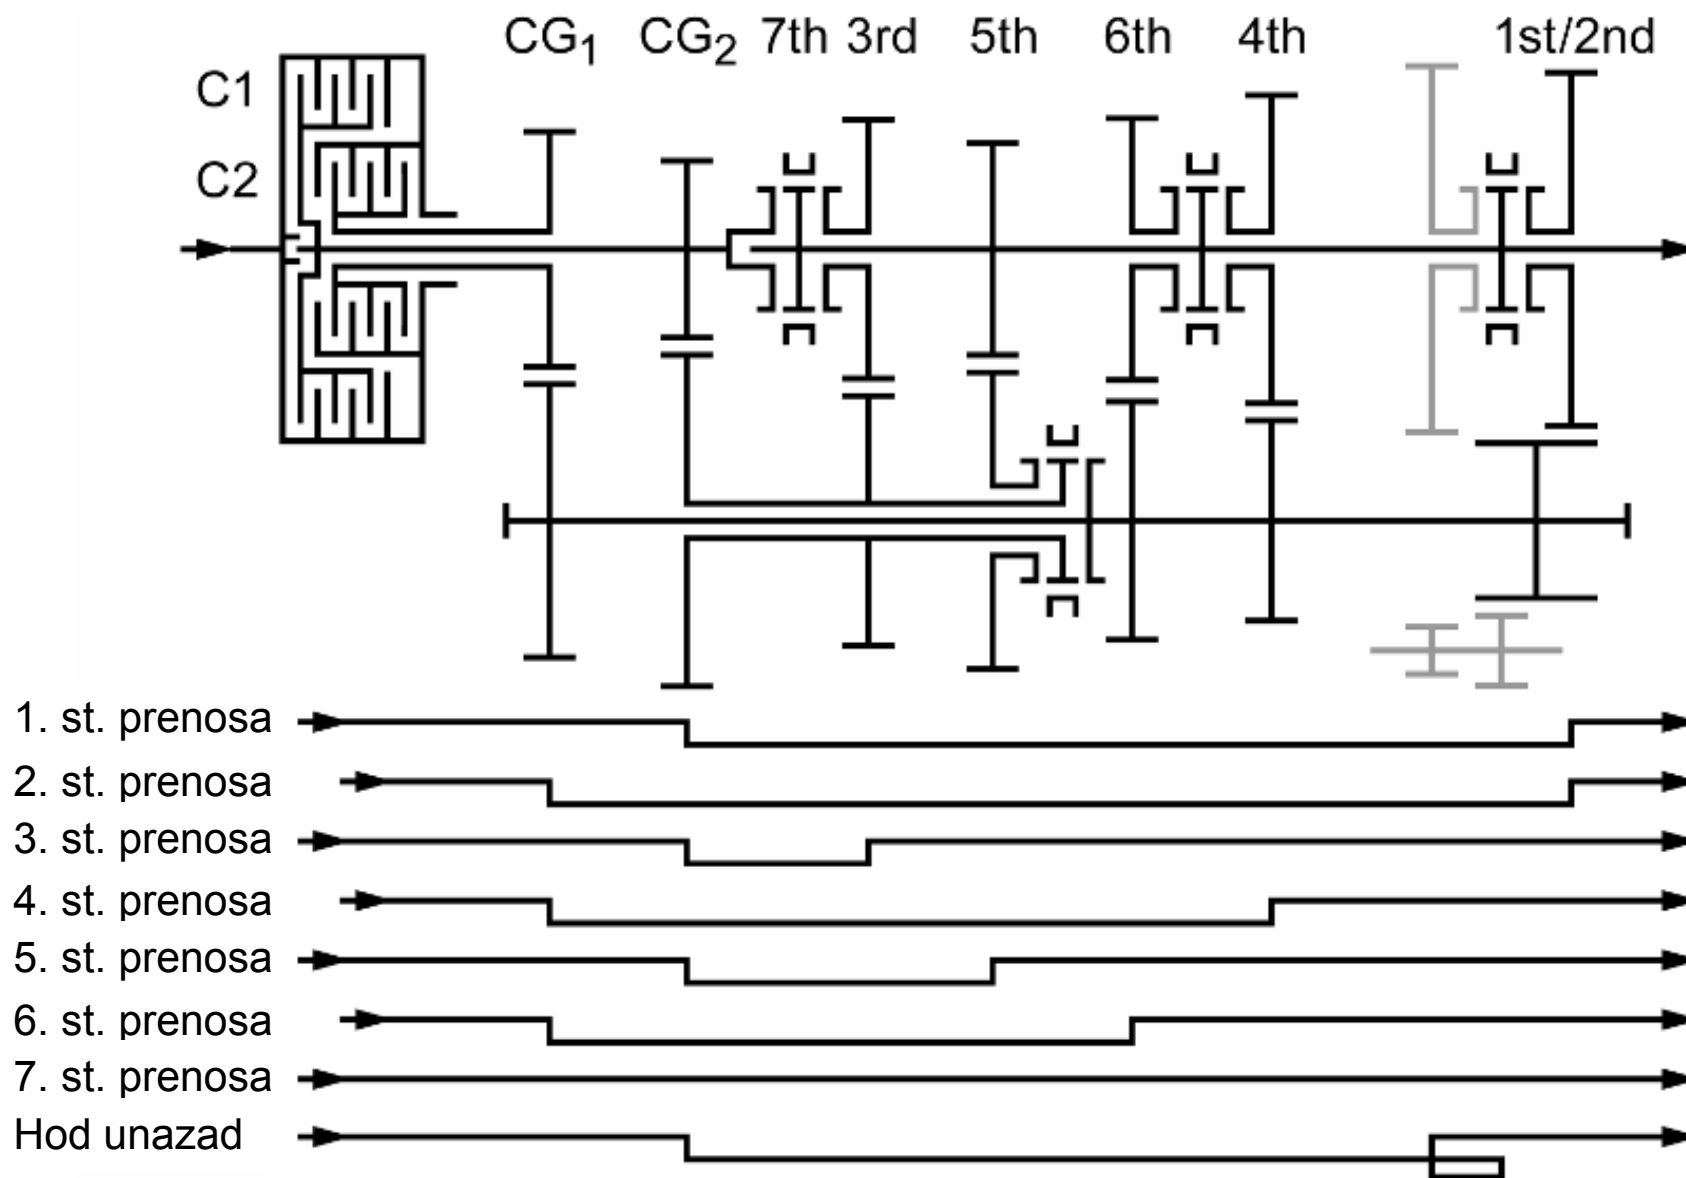 CG₁ CG₂ 7th 3rd 5th 6th 4th 1st/2nd
C1
C2
1. st. prenosa
2. st. prenosa
3. st. prenosa
4. st. prenosa
5. st. prenosa
6. st. prenosa
7. st. prenosa
Hod unazad